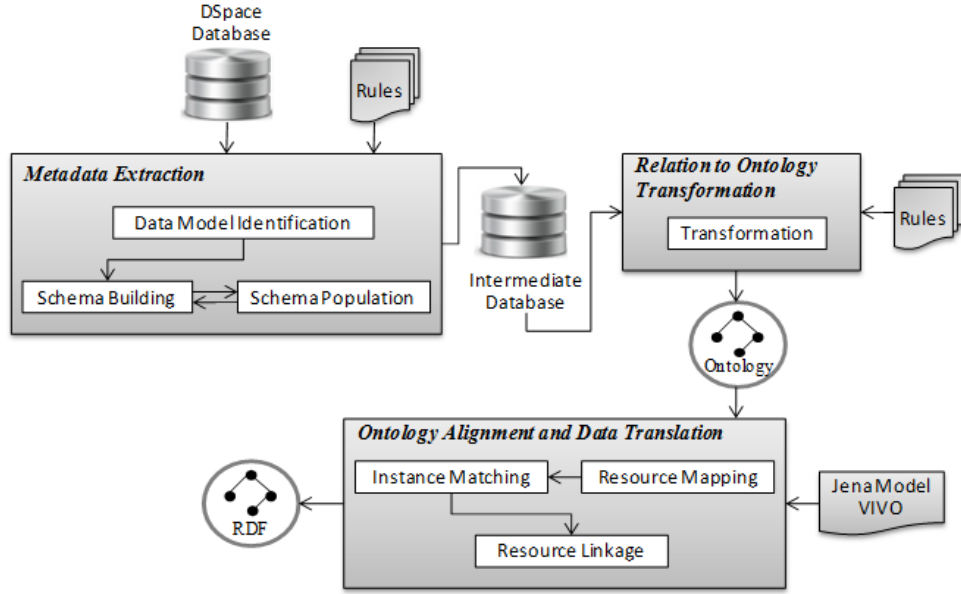 DSpace
Database
Rules
Metadata Extraction
Data Model Identification
Schema Building
Schema Population
Intermediate
Database
Relation to Ontology
Transformation
Transformation
Rules
Ontology
Ontology Alignment and Data Translation
Instance Matching
Resource Mapping
Resource Linkage
Jena Model
VIVO
RDF